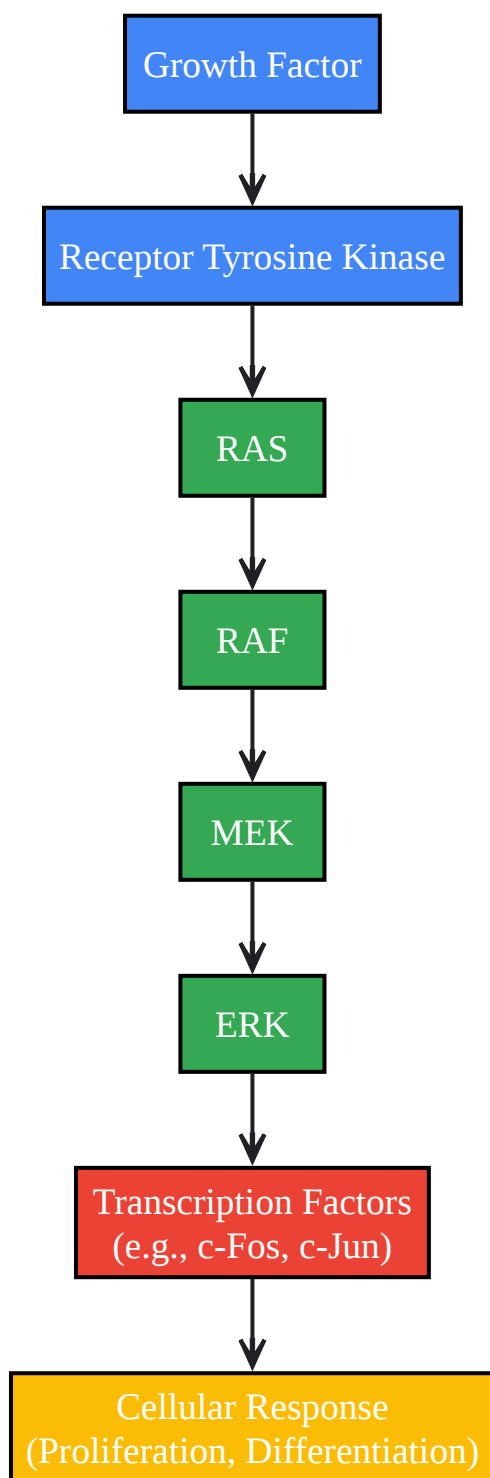 Growth Factor
Receptor Tyrosine Kinase
RAS
RAF
MEK
ERK
Transcription Factors
(e.g., c-Fos, c-Jun)
Cellular Response
(Proliferation, Differentiation)